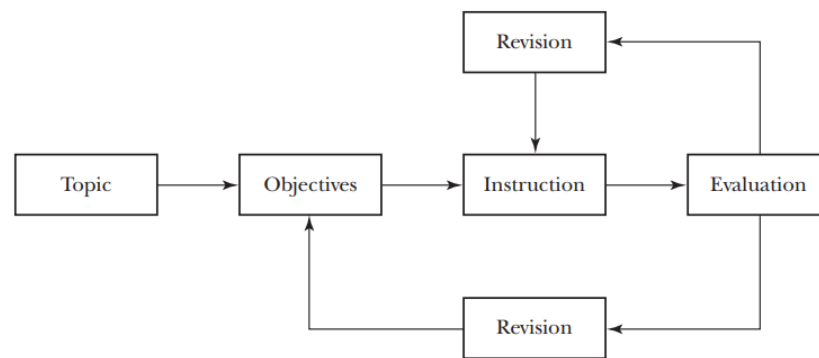 Revision
Topic
Objectives
Instruction
Evaluation
Revision